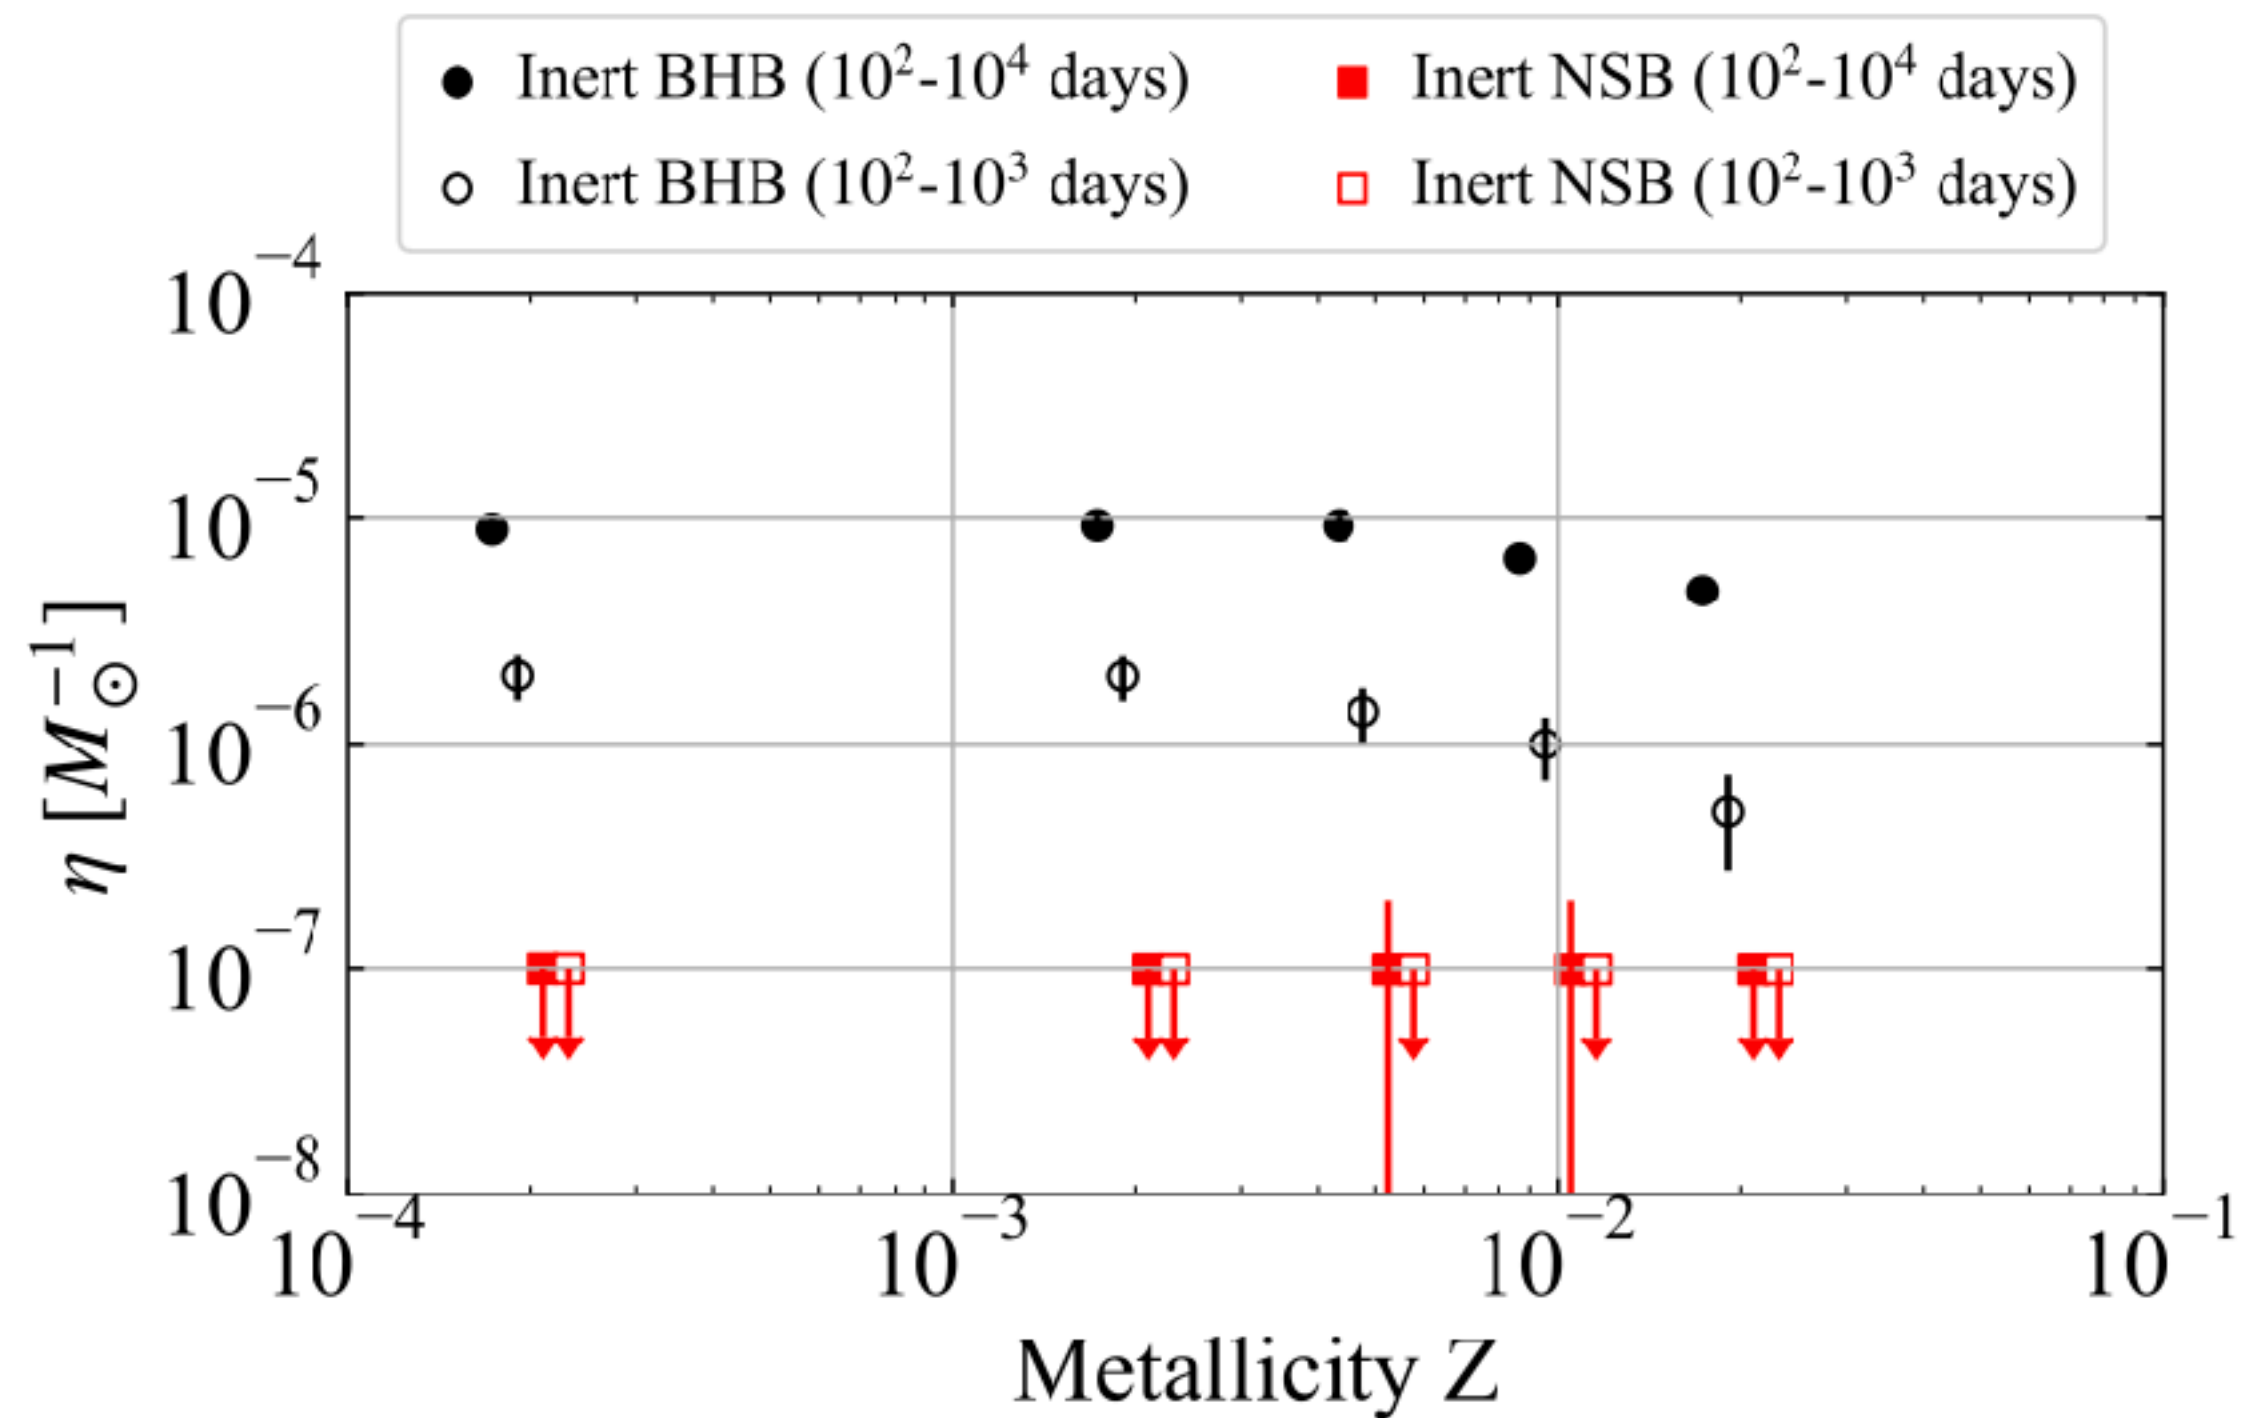 Inert BHB (10²-10⁴ days)
Inert BHB (10²-10³ days)
Inert NSB (10²-10⁴ days)
Inert NSB (10²-10³ days)
10⁻⁴
10⁻⁵
10⁻⁶
10⁻⁷
10⁻⁸
η [M⊙⁻¹]
10⁻⁴ 10⁻³ 10⁻² 10⁻¹
Metallicity Z